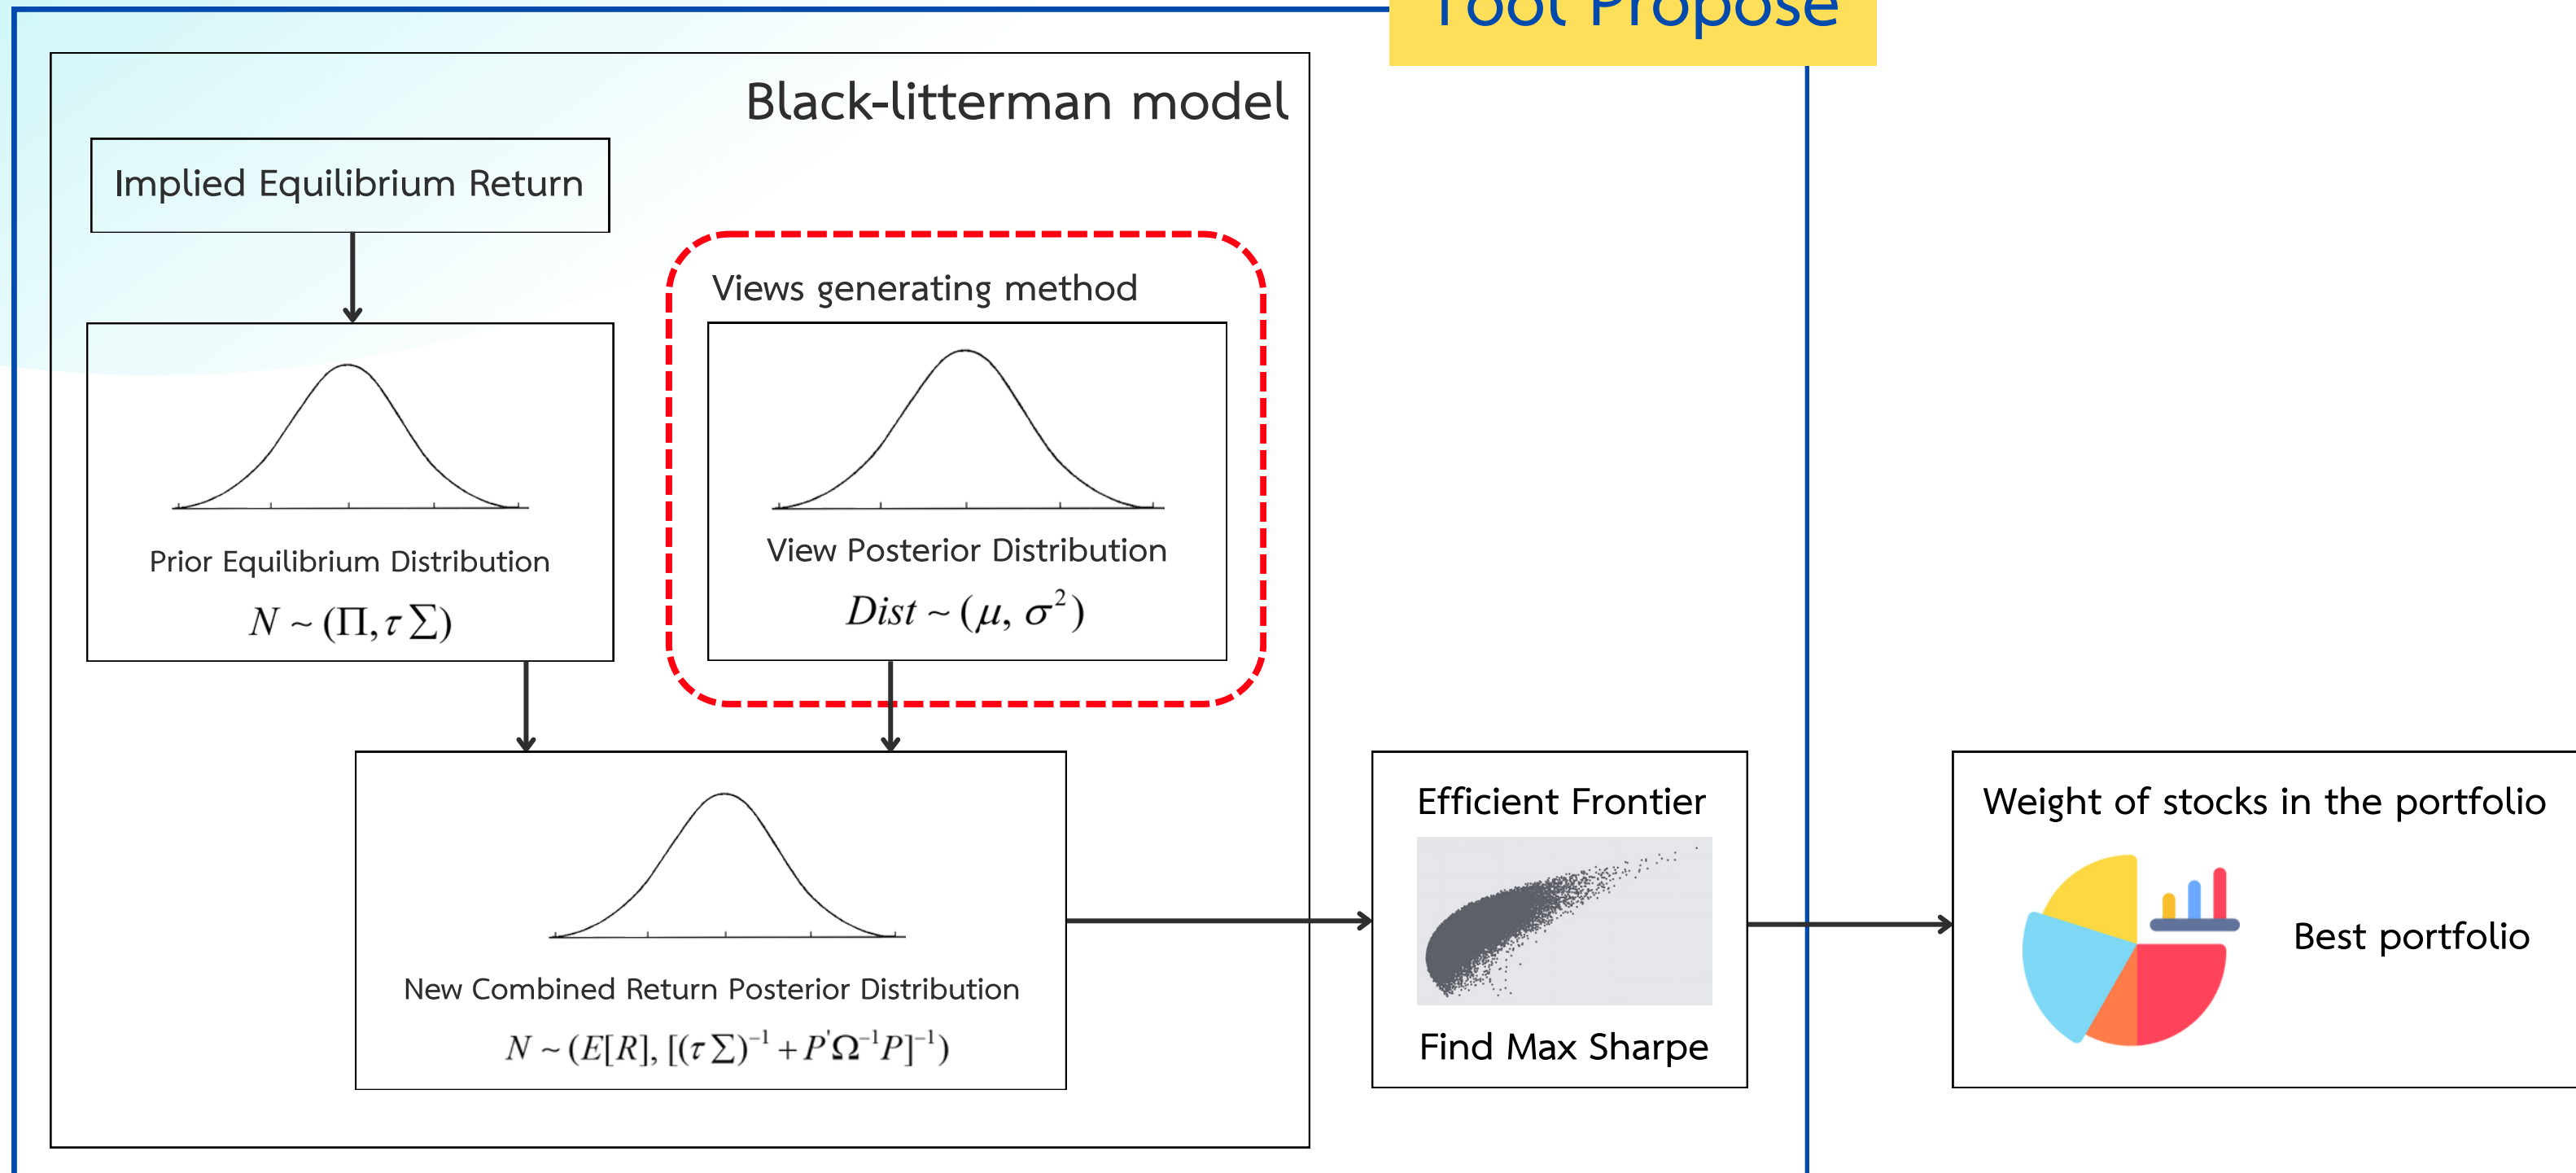 Tool Propose
Black-litterman model
Implied Equilibrium Return
Views generating method
Prior Equilibrium Distribution
N ~ (Π, τ Σ)
View Posterior Distribution
Dist ~ (μ, σ²)
New Combined Return Posterior Distribution
N ~ (E[R], [(τ Σ)⁻¹ + P'Ω⁻¹P]⁻¹)
Efficient Frontier
Find Max Sharpe
Weight of stocks in the portfolio
Best portfolio